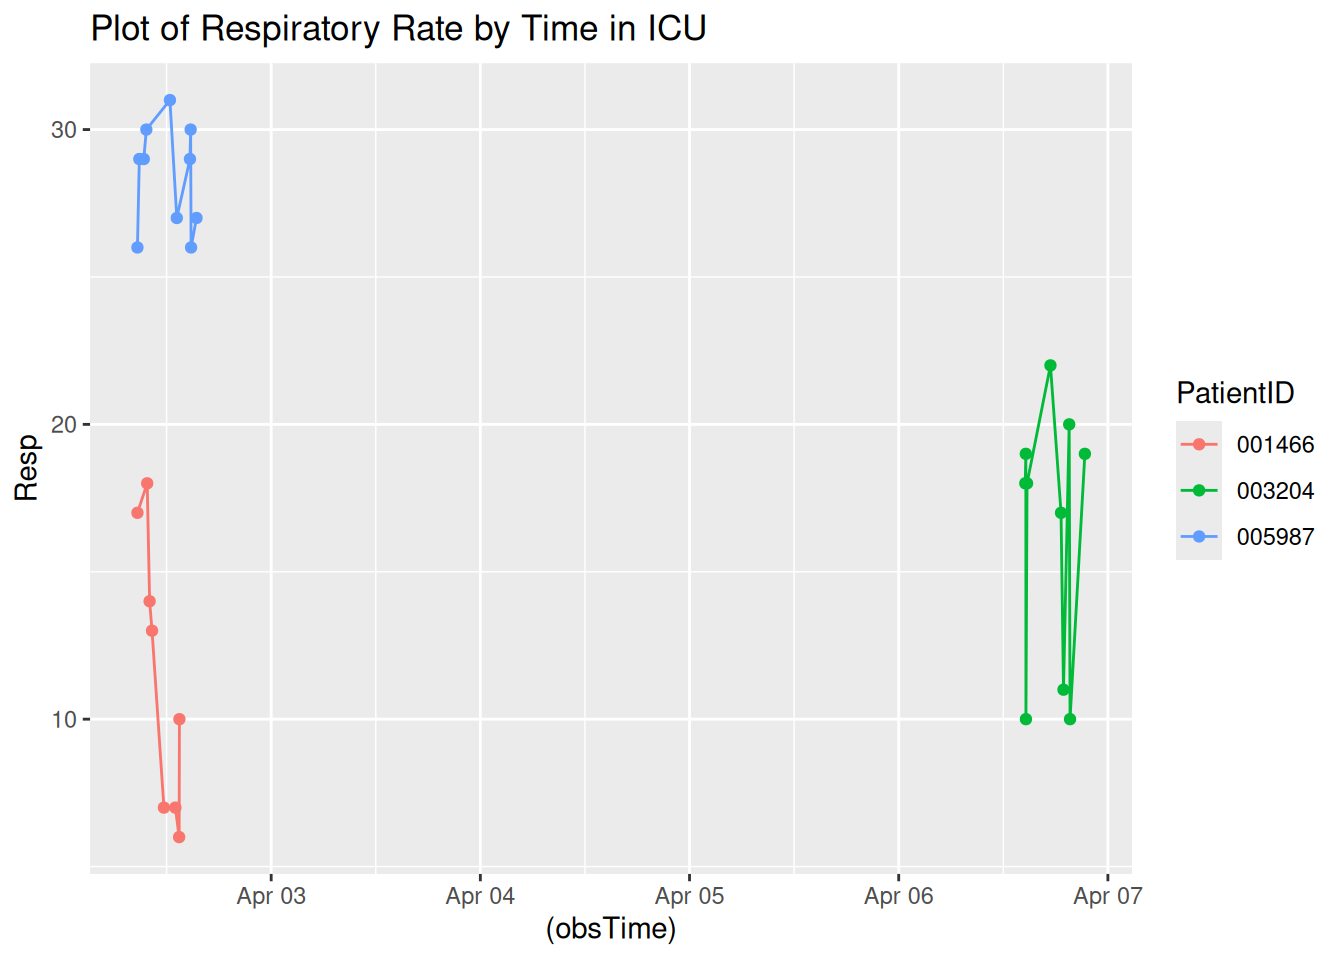 Plot of Respiratory Rate by Time in ICU
30
20
10
Resp
Apr 03
Apr 04
Apr 05
Apr 06
Apr 07
(obsTime)
PatientID
001466
003204
005987